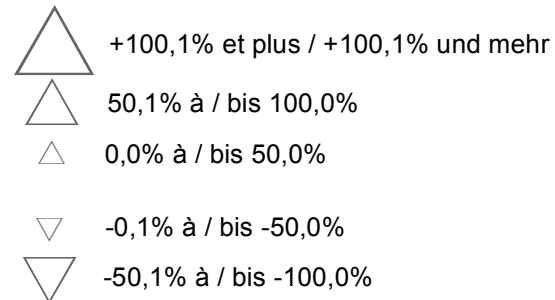 +100,1% et plus / +100,1% und mehr
50,1% à / bis 100,0%
0,0% à / bis 50,0%
-0,1% à / bis -50,0%
-50,1% à / bis -100,0%